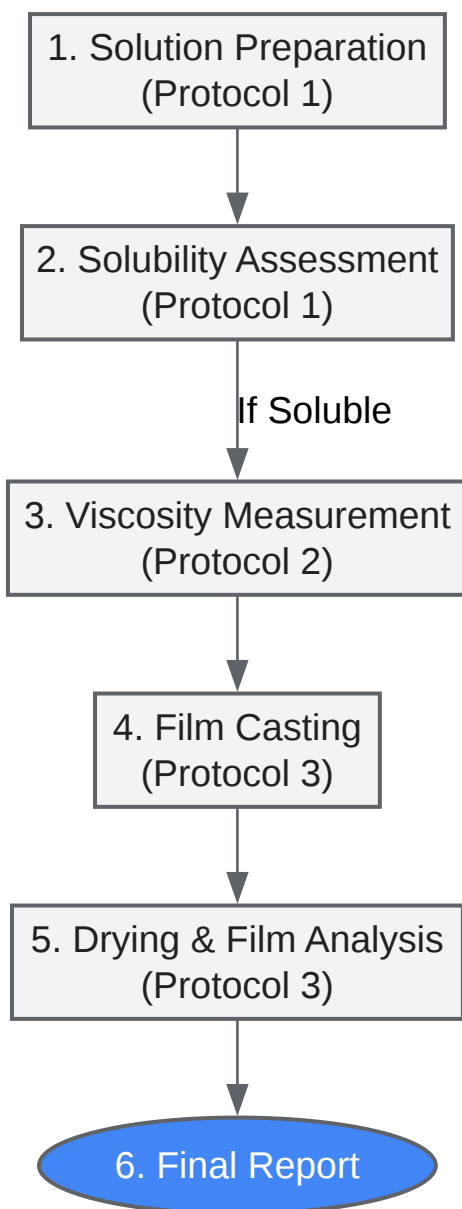 1. Solution Preparation
(Protocol 1)
2. Solubility Assessment
(Protocol 1)
If Soluble
3. Viscosity Measurement
(Protocol 2)
4. Film Casting
(Protocol 3)
5. Drying & Film Analysis
(Protocol 3)
6. Final Report